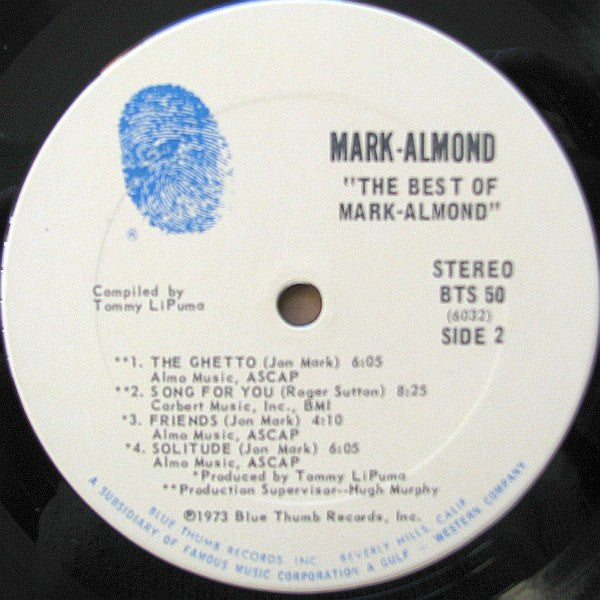 ®
MARK-ALMOND
"THE BEST OF
MARK-ALMOND"
Compiled by
Tommy LiPuma
STEREO
BTS 50
(6032)
SIDE 2
**1. THE GHETTO (Jon Mark) 6:05
Almo Music, ASCAP
**2. SONG FOR YOU (Roger Sutton) 8:25
Corbert Music, Inc., BMI
*3. FRIENDS (Jon Mark) 4:10
Almo Music, ASCAP
*4. SOLITUDE (Jon Mark) 6:05
Almo Music, ASCAP
*Produced by Tommy LiPuma
**Production Supervisor--Hugh Murphy
℗1973 Blue Thumb Records, Inc.
BLUE THUMB RECORDS INC BEVERLY HILLS, CALIF
A SUBSIDIARY OF FAMOUS MUSIC CORPORATION A GULF - WESTERN COMPANY